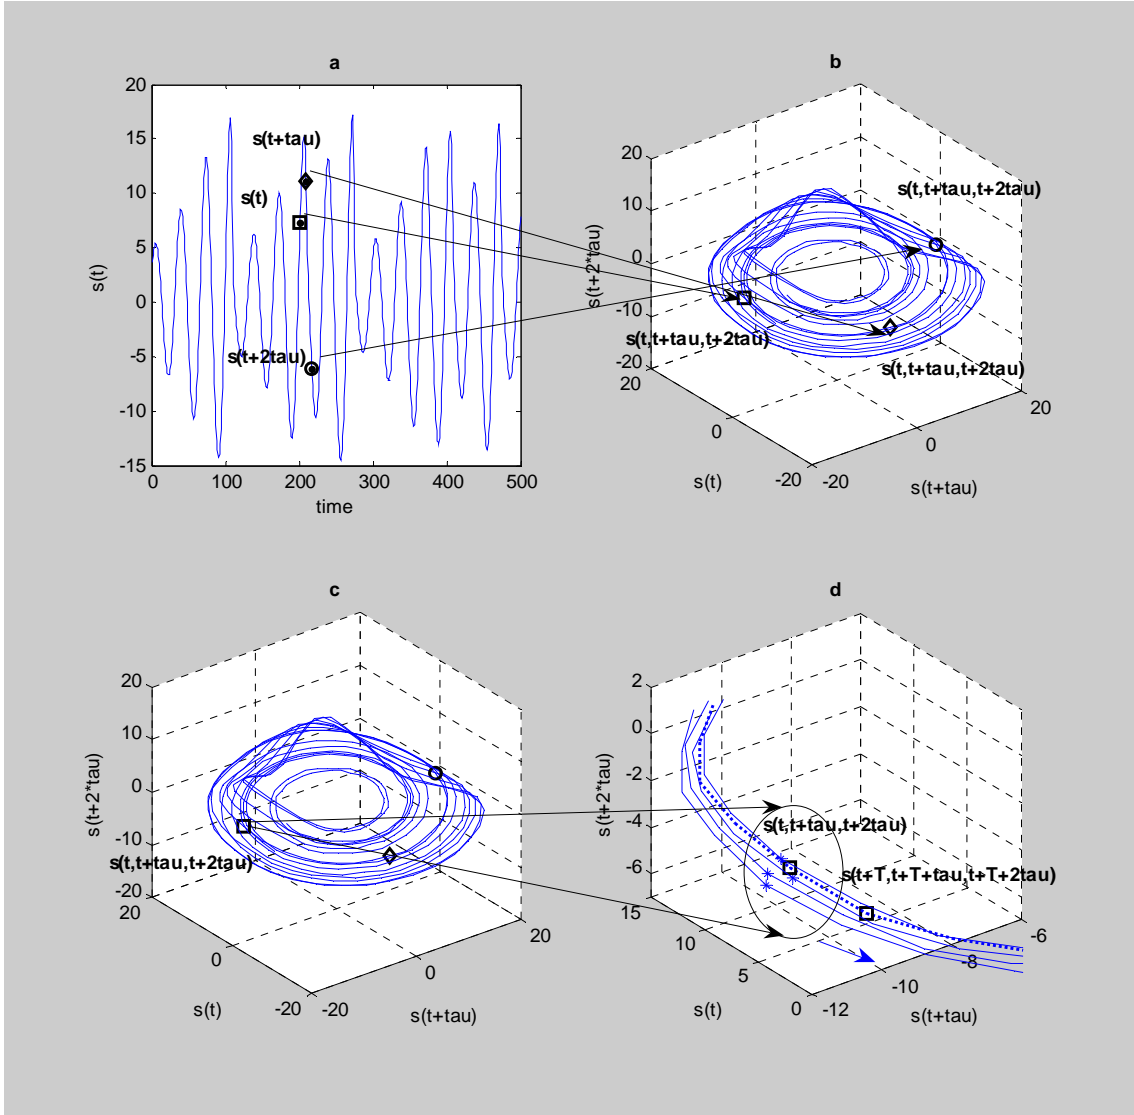 a
20
15
10
5
0
-5
-10
-15
0 100 200 300 400 500
time
s(t)
s(t+tau)
s(t)
s(t+2tau)
b
20
10
0
-10
-20
s(t+2*tau)
s(t,t+tau,t+2tau)
s(t,t+tau,t+2tau)
s(t,t+tau,t+2tau)
20
0
-20
s(t)
-20
0
20
s(t+tau)
c
20
10
0
-10
-20
s(t+2*tau)
s(t,t+tau,t+2tau)
20
0
-20
s(t)
-20
0
20
s(t+tau)
d
2
0
-2
-4
-6
s(t+2*tau)
s(t,t+tau,t+2tau)
s(t+T,t+T+tau,t+T+2tau)
15
10
5
0
s(t)
-12
-10
-8
-6
s(t+tau)